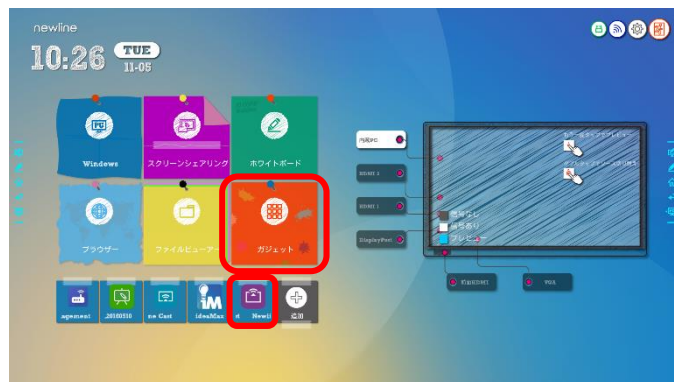 newline
10:26
TUE
11-05
Windows
スクリーンシェアリング
ホワイトボード
ブラウザー
ファイルビューアー
ガジェット
agement
.20160510
ne Cast
ideaMax
rt Newli
追加
内蔵PC
HDMI 2
HDMI 1
DisplayPort
信号なし
信号あり
プレビュー
前面HDMI
VGA